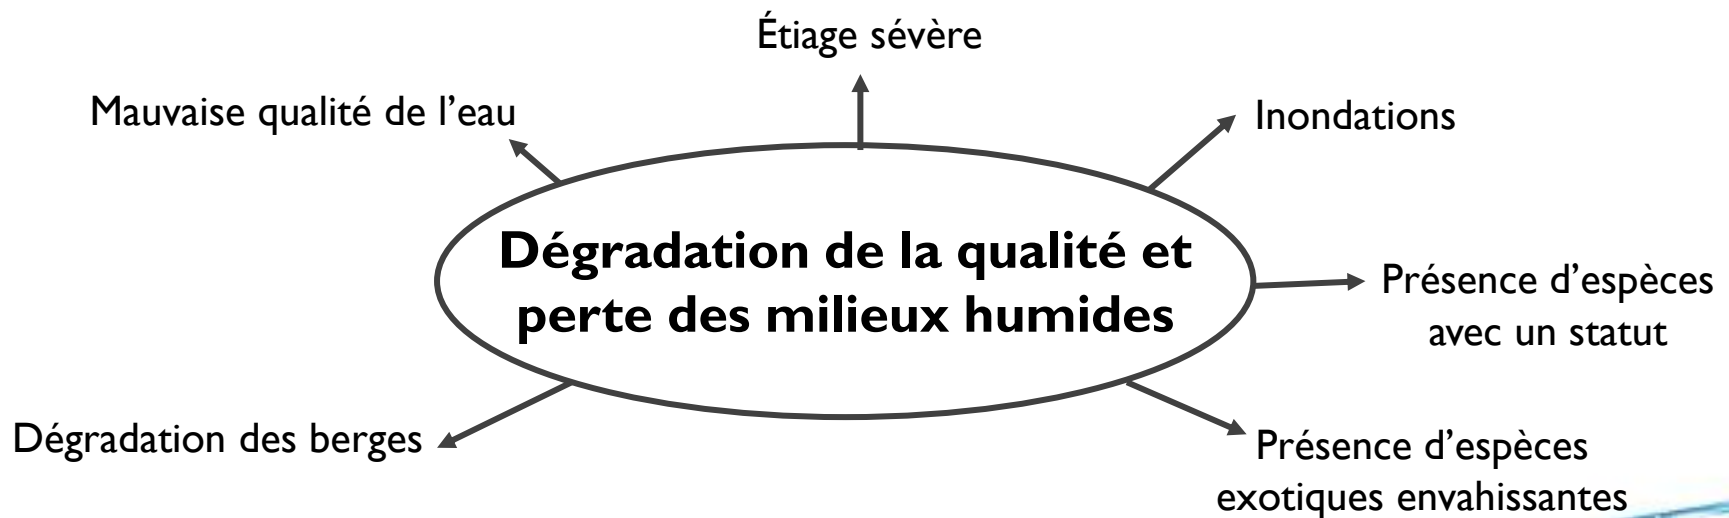 Étiage sévère
Mauvaise qualité de l’eau
Inondations
Dégradation de la qualité et
perte des milieux humides
Présence d’espèces
avec un statut
Dégradation des berges
Présence d’espèces
exotiques envahissantes